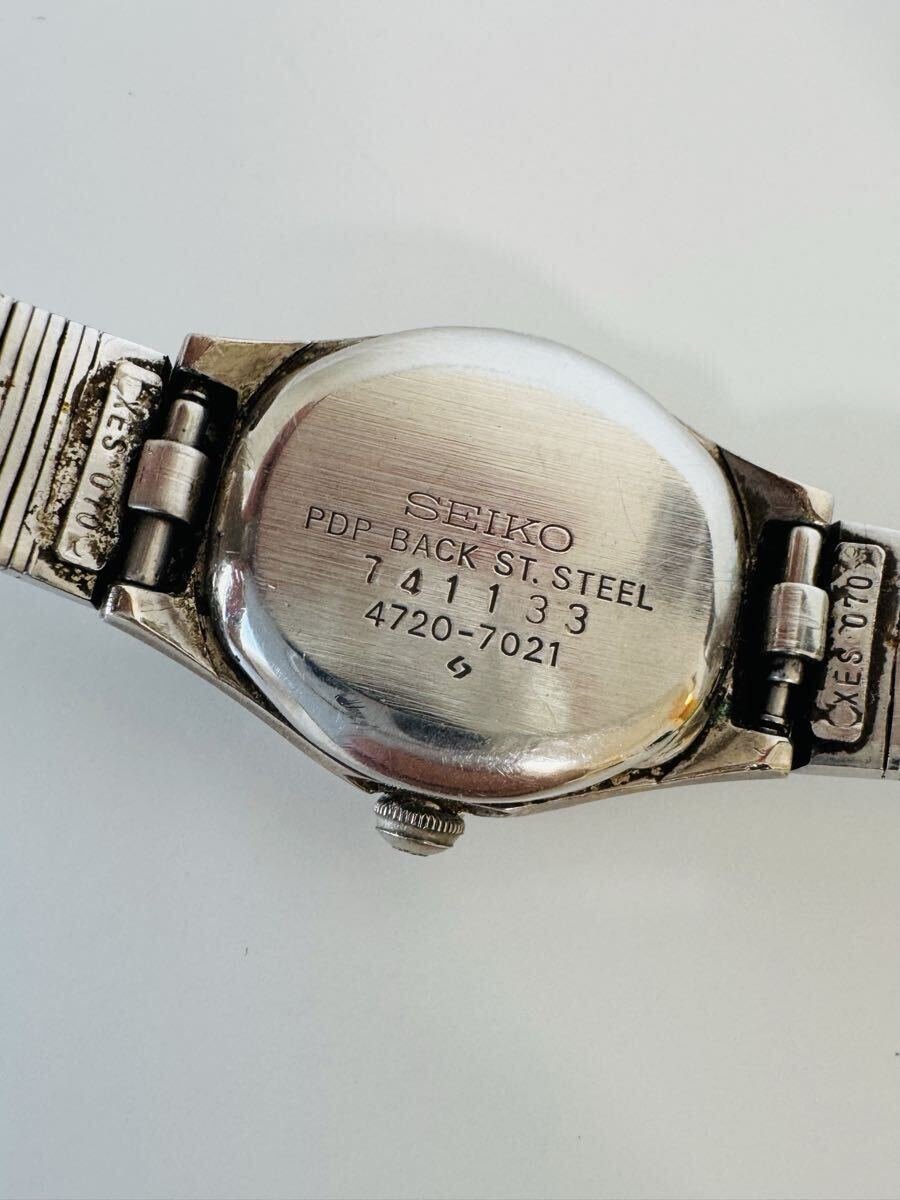 SEIKO
PDP BACK ST. STEEL
741133
4720-7021
XES 070
XES 070